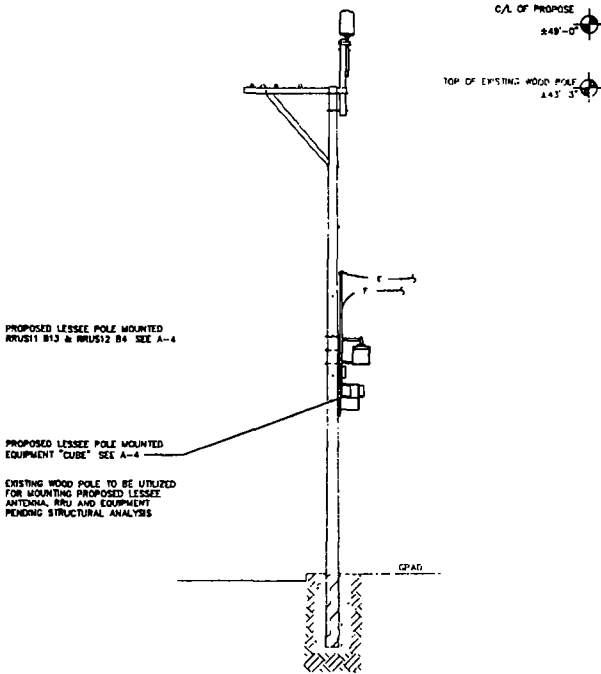 C/L OF PROPOSE
±49'-0"
TOP OF EXISTING WOOD POLE
±43' 3"
E
F
PROPOSED LESSEE POLE MOUNTED
RRUS11 B13 & RRUS12 B4 SEE A-4
PROPOSED LESSEE POLE MOUNTED
EQUIPMENT "CUBE" SEE A-4
EXISTING WOOD POLE TO BE UTILIZED
FOR MOUNTING PROPOSED LESSEE
ANTENNA, RRU AND EQUIPMENT
PENDING STRUCTURAL ANALYSIS
GRAD